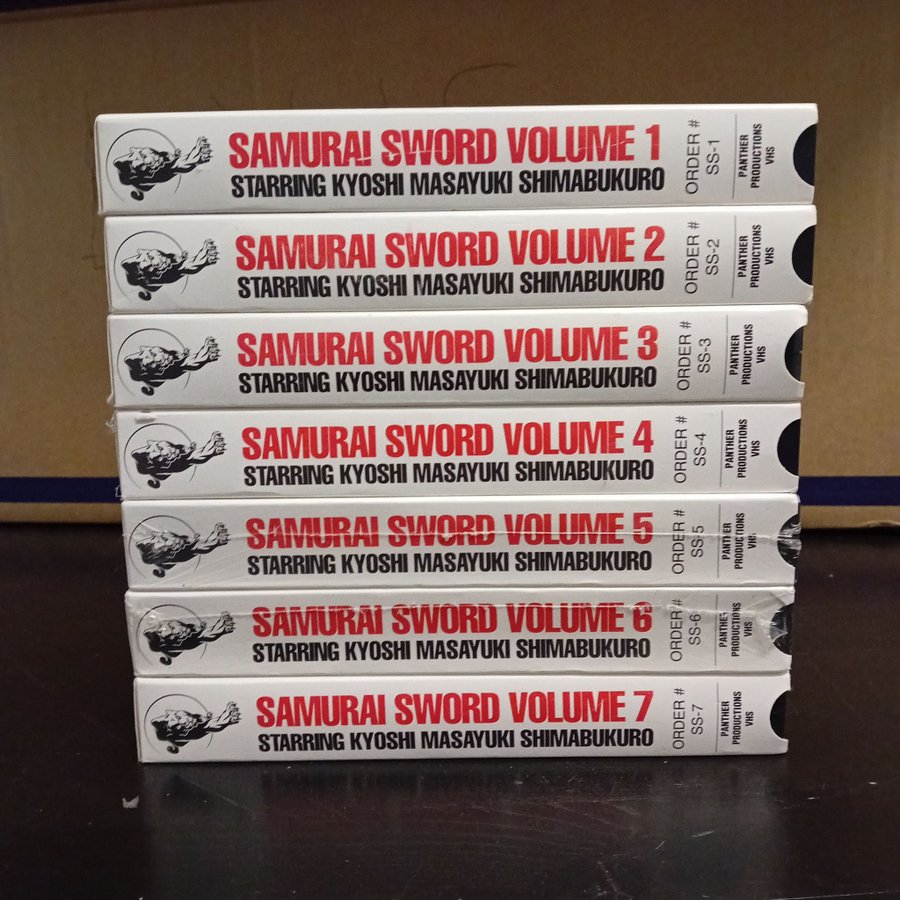 SAMURAI SWORD VOLUME 1
STARRING KYOSHI MASAYUKI SHIMABUKURO
ORDER #
SS-1
PANTHER
PRODUCTIONS
VHS
SAMURAI SWORD VOLUME 2
STARRING KYOSHI MASAYUKI SHIMABUKURO
ORDER #
SS-2
PANTHER
PRODUCTIONS
VHS
SAMURAI SWORD VOLUME 3
STARRING KYOSHI MASAYUKI SHIMABUKURO
ORDER #
SS-3
PANTHER
PRODUCTIONS
VHS
SAMURAI SWORD VOLUME 4
STARRING KYOSHI MASAYUKI SHIMABUKURO
ORDER #
SS-4
PANTHER
PRODUCTIONS
VHS
SAMURAI SWORD VOLUME 5
STARRING KYOSHI MASAYUKI SHIMABUKURO
ORDER #
SS-5
PANTHER
PRODUCTIONS
VHS
SAMURAI SWORD VOLUME 6
STARRING KYOSHI MASAYUKI SHIMABUKURO
ORDER #
SS-6
PANTHER
PRODUCTIONS
VHS
SAMURAI SWORD VOLUME 7
STARRING KYOSHI MASAYUKI SHIMABUKURO
ORDER #
SS-7
PANTHER
PRODUCTIONS
VHS